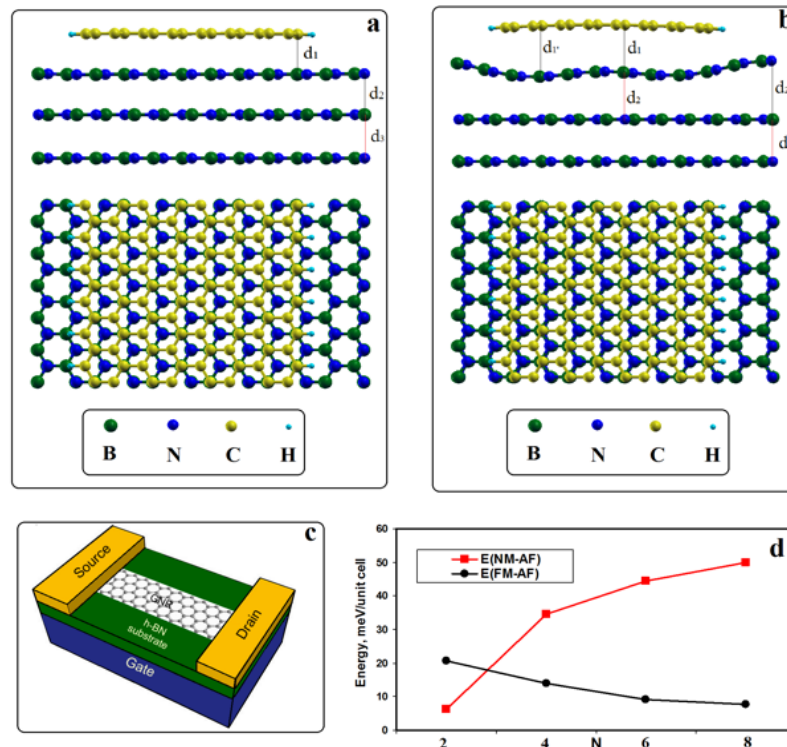 a
d₁
d₂
d₃
B N C H
b
d₁' d₁
d₂
d₂
d
B N C H
c
Source
GNR
h-BN
substrate
Drain
Gate
d
E(NM-AF)
E(FM-AF)
Energy, meV/unit cell
60
50
40
30
20
10
0
2 4 N 6 8